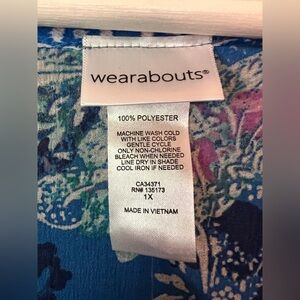 wearabouts®
100% POLYESTER
MACHINE WASH COLD
WITH LIKE COLORS
GENTLE CYCLE
ONLY NON-CHLORINE
BLEACH WHEN NEEDED
LINE DRY IN SHADE
COOL IRON IF NEEDED
CA34371
RN# 135173
1X
MADE IN VIETNAM